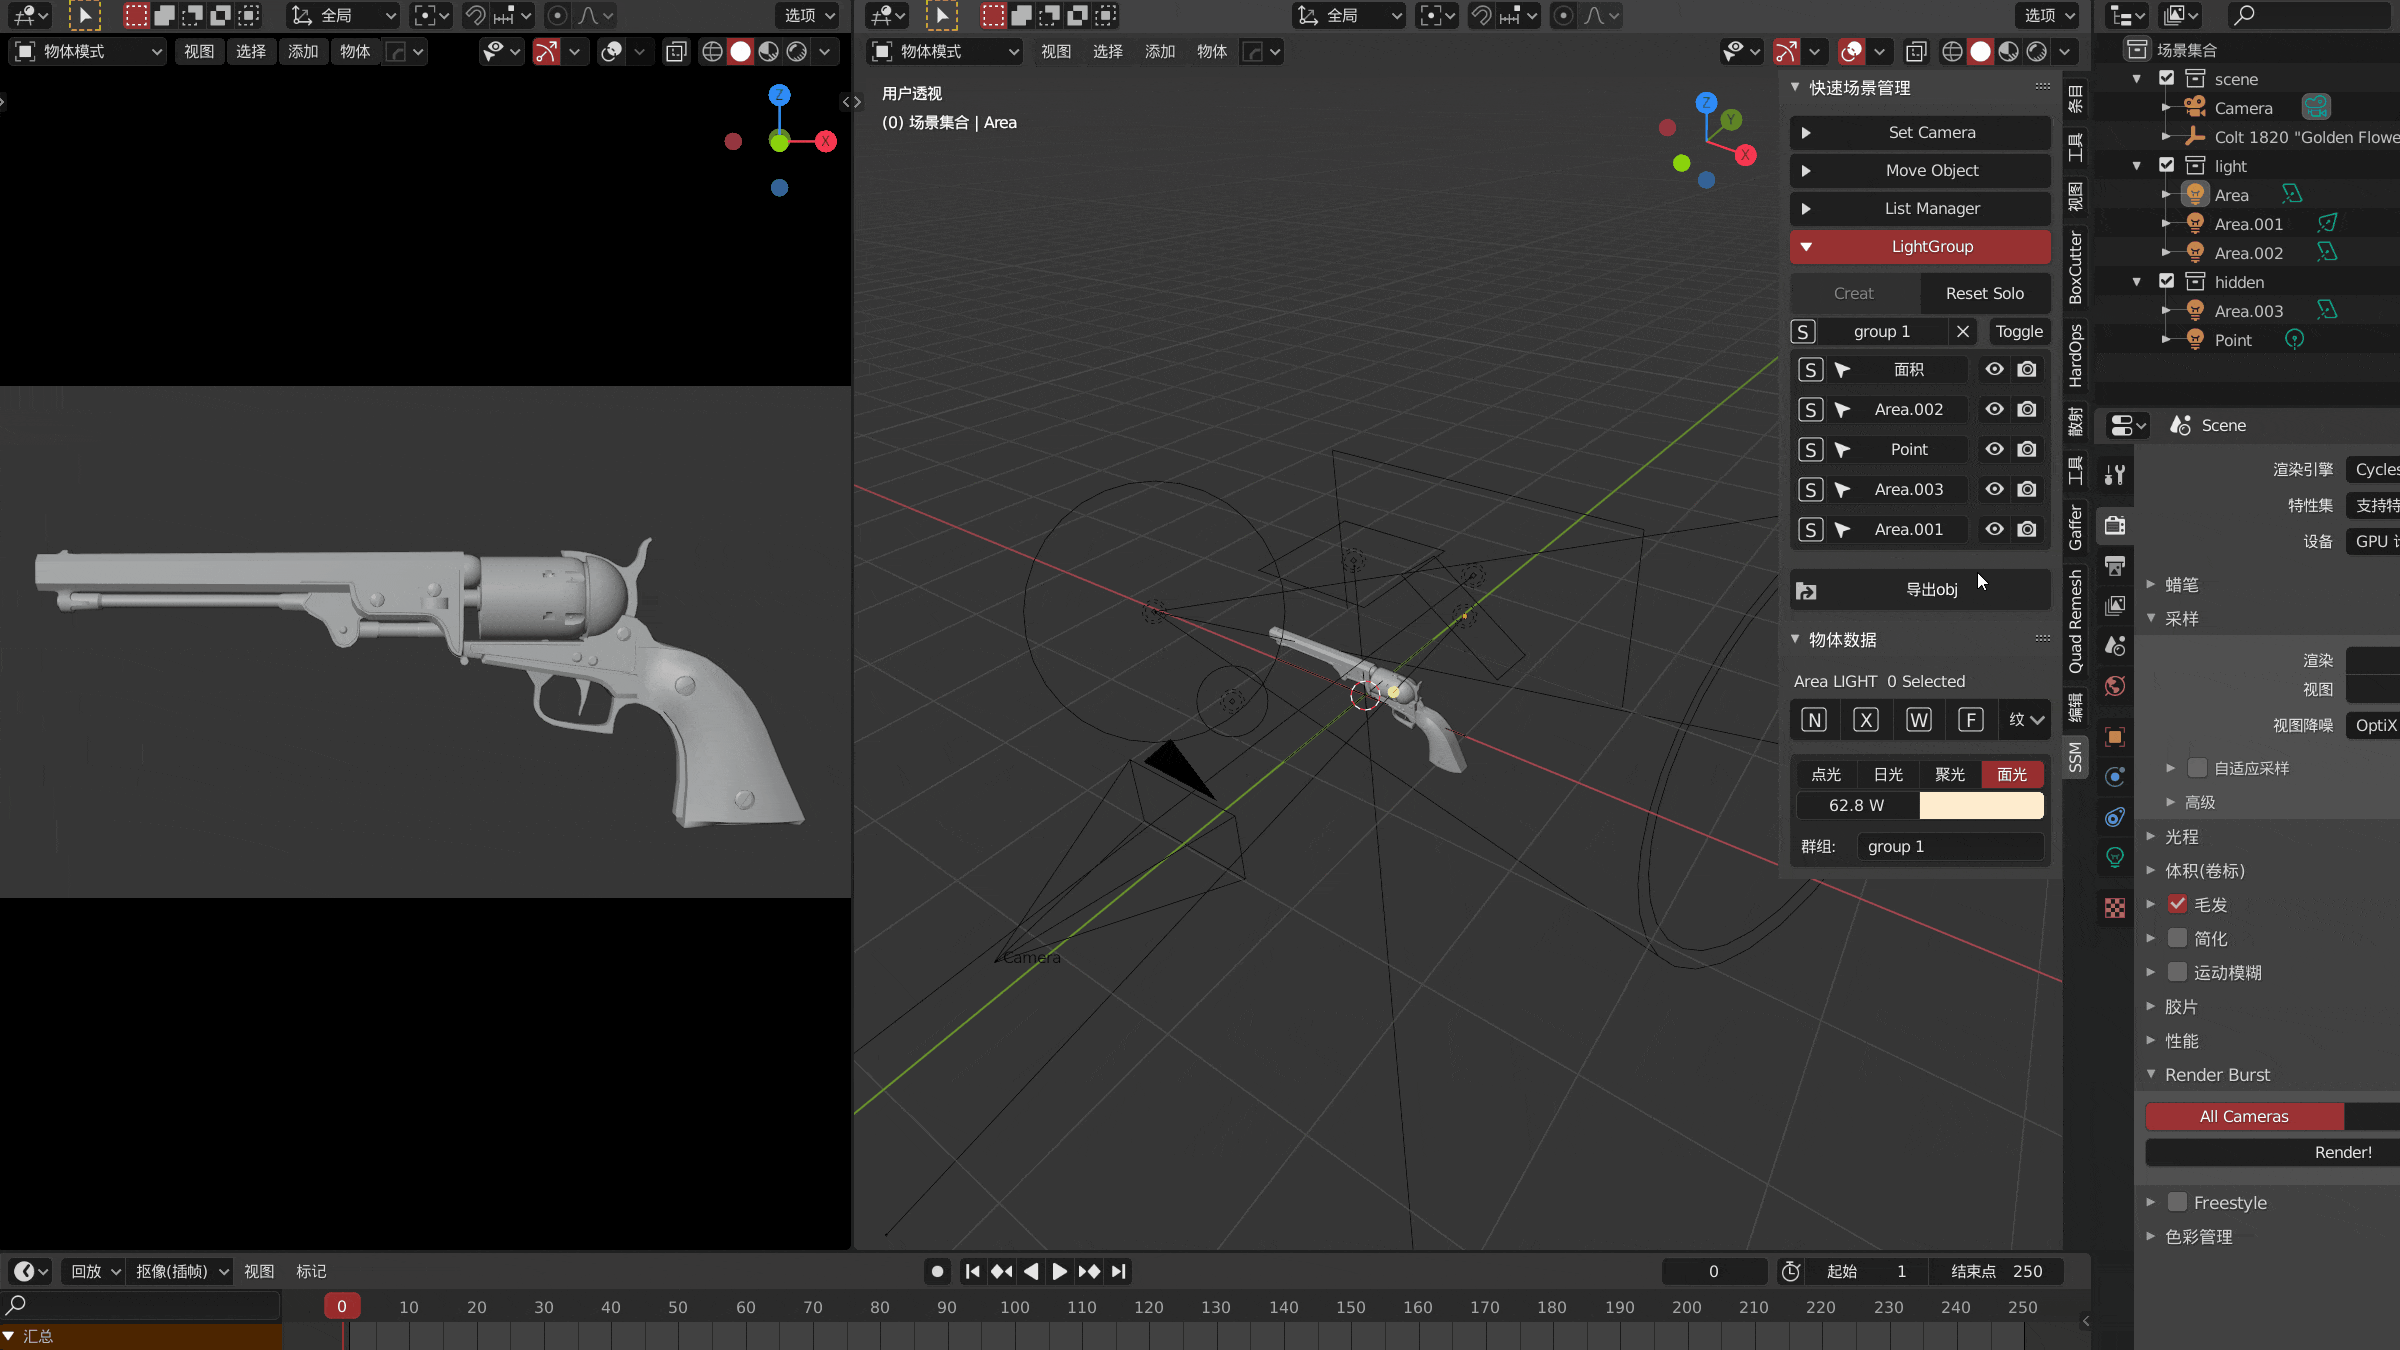 全局
选项
全局
选项
物体模式
视图
选择
添加
物体
物体模式
视图
选择
添加
物体
用户透视
(0) 场景集合 | Area
Z
X
Z
Y
X
Camera
快速场景管理
Set Camera
Move Object
List Manager
LightGroup
Creat
Reset Solo
S
group 1
Toggle
S
面积
S
Area.002
S
Point
S
Area.003
S
Area.001
导出obj
物体数据
Area LIGHT 0 Selected
N
X
W
F
纹
点光
日光
聚光
面光
62.8 W
群组:
group 1
条目
工具
视图
BoxCutter
HardOps
散射
工具
Gaffer
Quad Remesh
编辑
SSM
场景集合
scene
Camera
Colt 1820 "Golden Flowe
light
Area
Area.001
Area.002
hidden
Area.003
Point
Scene
渲染引擎
Cycles
特性集
支持特
设备
GPU 计
蜡笔
采样
渲染
视图
视图降噪
OptiX
自适应采样
高级
光程
体积(卷标)
毛发
简化
运动模糊
胶片
性能
Render Burst
All Cameras
Render!
Freestyle
色彩管理
回放
抠像(插帧)
视图
标记
0
起始 1
结束点 250
0 10 20 30 40 50 60 70 80 90 100 110 120 130 140 150 160 170 180 190 200 210 220 230 240 250
汇总